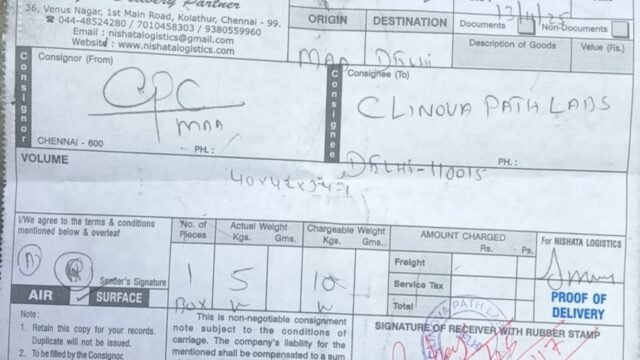 Delivery Partner
36, Venus Nagar, 1st Main Road, Kolathur, Chennai - 99.
☎ 044-48524280 / 7010458303 / 9380559960
Email : nishatalogistics@gmail.com
Website : www.nishatalogistics.com
ORIGIN DESTINATION
MAA DELHI
Documents Non-Documents
Description of Goods Value (Rs.)
Consignor
Consignor (From)
CPC
MAA
CHENNAI - 600 PH. :
Consignee
Consignee (To)
CLINOVA PATH LABS
DELHI-110015
PH. :
VOLUME
I/We agree to the terms & conditions
mentioned below & overleaf
Sender's Signature
AIR SURFACE
No. of Pieces
Actual Weight
Kgs. Gms.
Chargeable Weight
Kgs. Gms.
1 5 10
Box
AMOUNT CHARGED
Rs. Ps.
Freight
Service Tax
Total
For NISHATA LOGISTICS
PROOF OF
DELIVERY
Note :
1. Retain this copy for your records.
Duplicate will not be issued.
2. To be filled by the Consignor.
This is non-negotiable consignment
note subject to the conditions of
carriage. The company's liability for the
mentioned shall be compensated to a sum
SIGNATURE OF RECEIVER WITH RUBBER STAMP